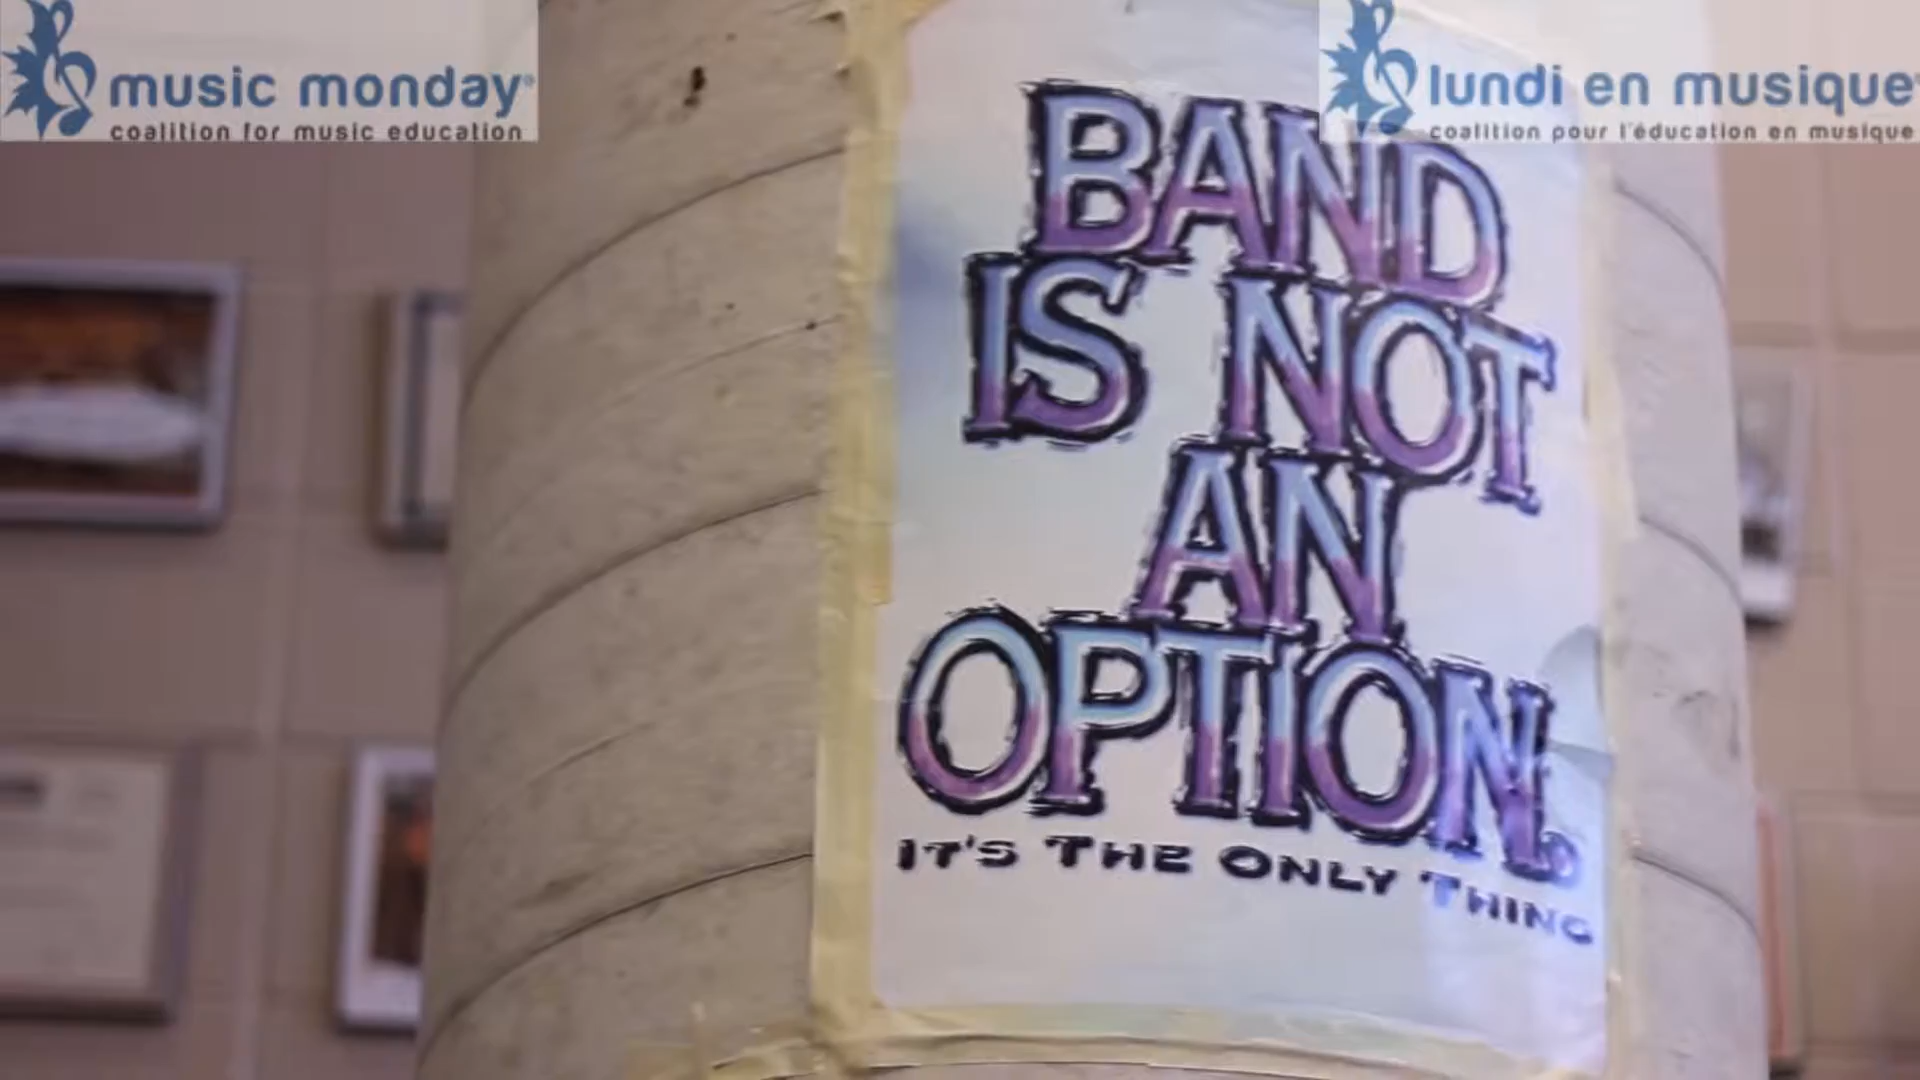 music monday®
coalition for music education
lundi en musique
coalition pour l'éducation en musique
BAND
IS NOT
AN
OPTION.
IT'S THE ONLY THING